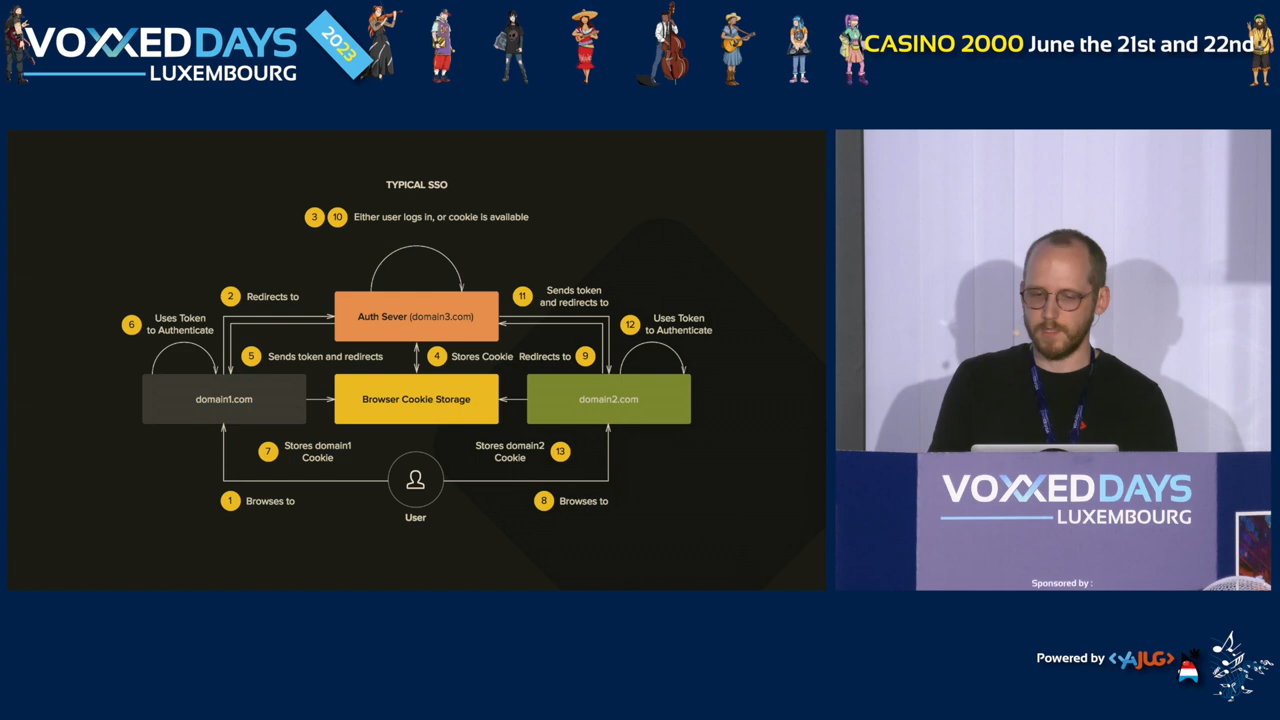 VOXXED DAYS
LUXEMBOURG
2023
CASINO 2000 June the 21st and 22nd
TYPICAL SSO
3 10 Either user logs in, or cookie is available
2 Redirects to
11 Sends token
and redirects to
Auth Sever (domain3.com)
6 Uses Token
to Authenticate
12 Uses Token
to Authenticate
5 Sends token and redirects
4 Stores Cookie
Redirects to 9
domain1.com
Browser Cookie Storage
domain2.com
7 Stores domain1
Cookie
Stores domain2
Cookie 13
1 Browses to
8 Browses to
User
VOXXED DAYS
LUXEMBOURG
Sponsored by :
Powered by <YAJUG>